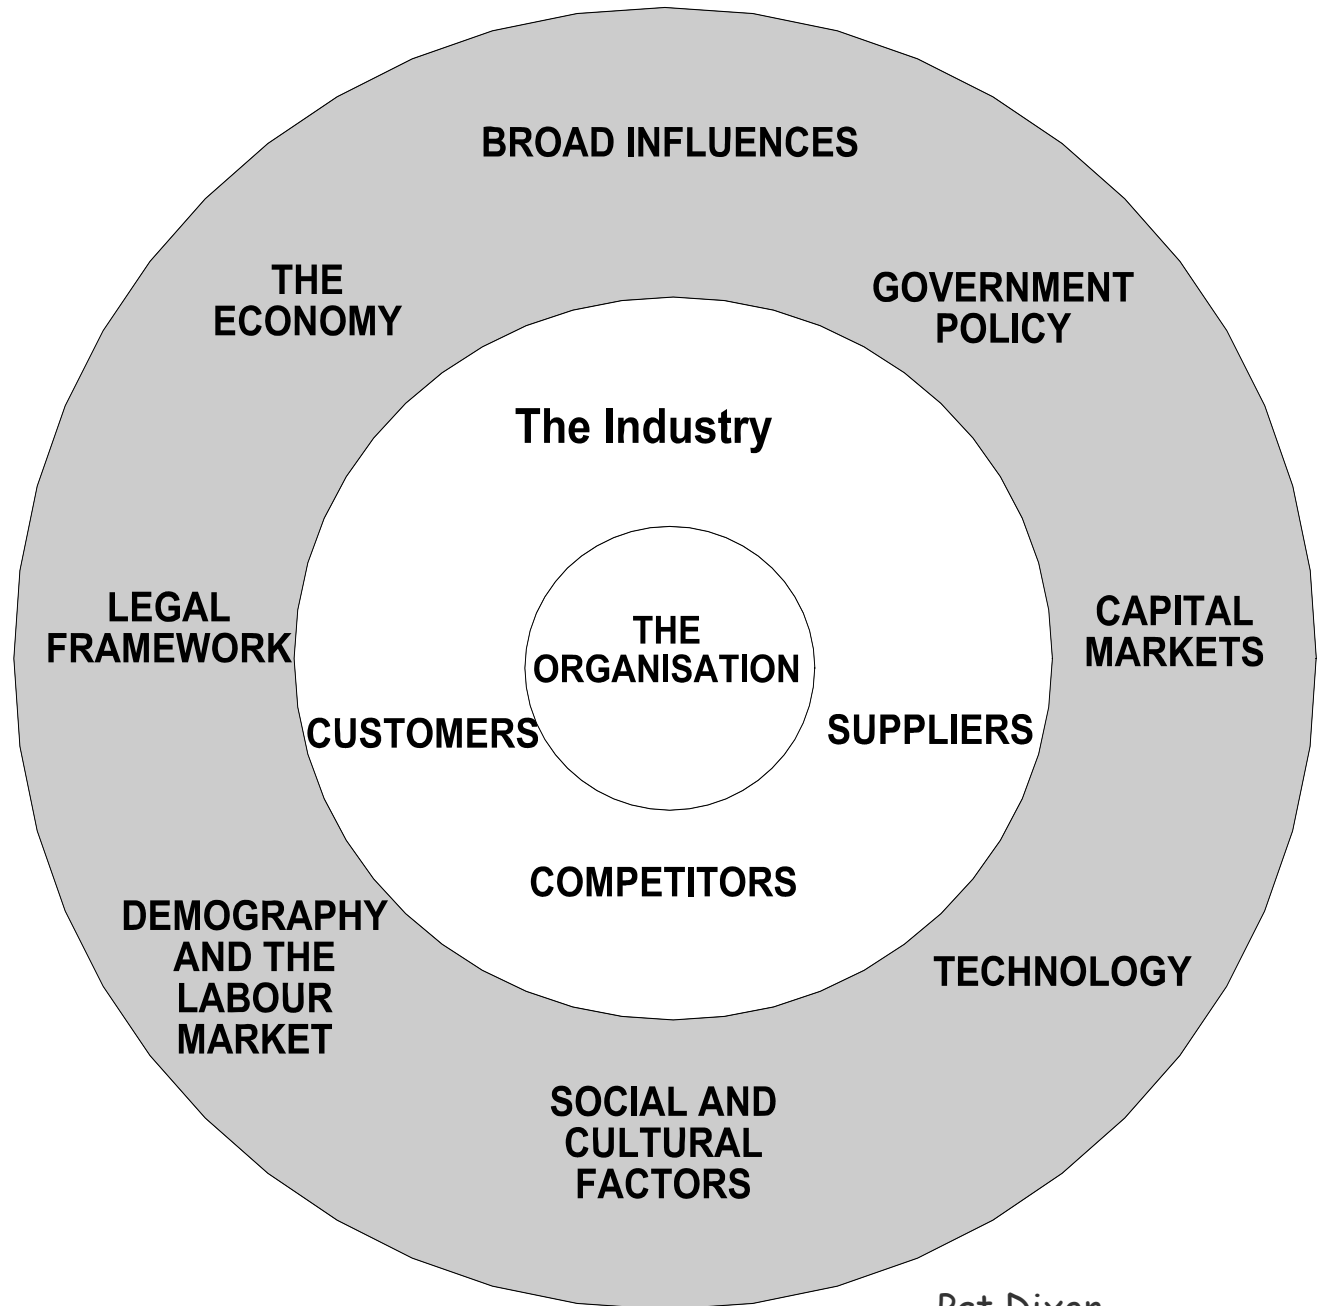 BROAD INFLUENCES
THE
ECONOMY
GOVERNMENT
POLICY
The Industry
LEGAL
FRAMEWORK
THE
ORGANISATION
CAPITAL
MARKETS
CUSTOMERS
SUPPLIERS
COMPETITORS
DEMOGRAPHY
AND THE
LABOUR
MARKET
TECHNOLOGY
SOCIAL AND
CULTURAL
FACTORS